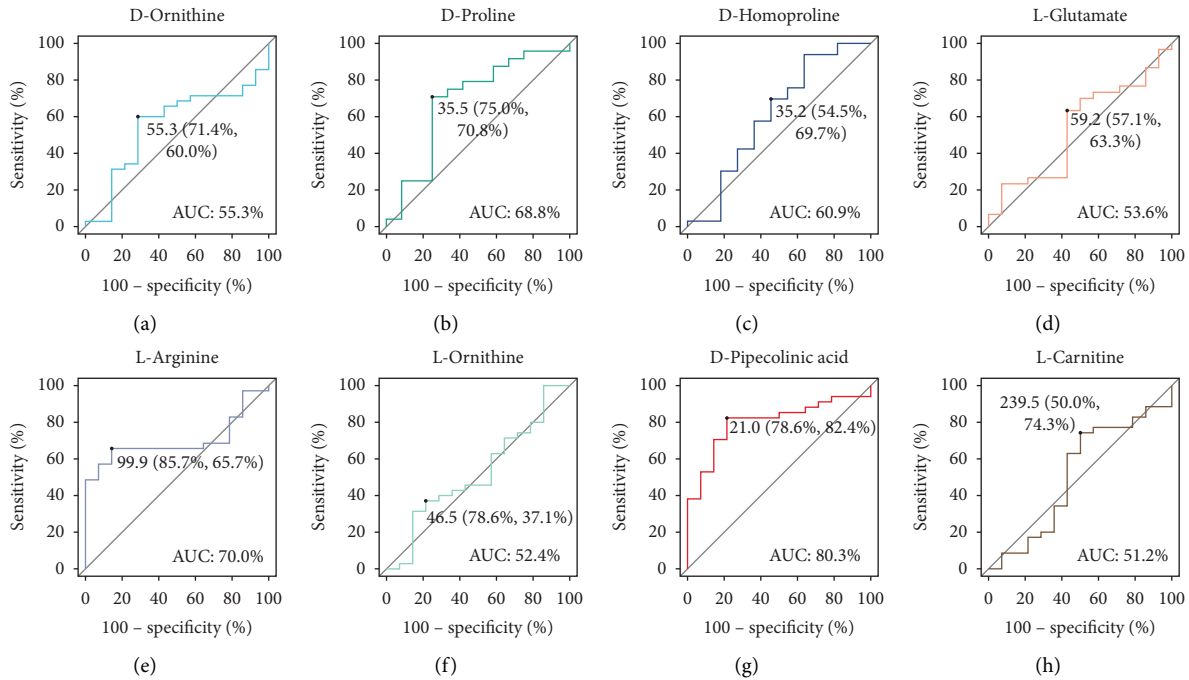 D-Ornithine
Sensitivity (%)
100
80
60
40
20
0
55.3 (71.4%,
60.0%)
AUC: 55.3%
0 20 40 60 80 100
100 – specificity (%)
(a)
D-Proline
Sensitivity (%)
100
80
60
40
20
0
35.5 (75.0%,
70.8%)
AUC: 68.8%
0 20 40 60 80 100
100 – specificity (%)
(b)
D-Homoproline
Sensitivity (%)
100
80
60
40
20
0
35.2 (54.5%,
69.7%)
AUC: 60.9%
0 20 40 60 80 100
100 – specificity (%)
(c)
L-Glutamate
Sensitivity (%)
100
80
60
40
20
0
59.2 (57.1%,
63.3%)
AUC: 53.6%
0 20 40 60 80 100
100 – specificity (%)
(d)
L-Arginine
Sensitivity (%)
100
80
60
40
20
0
99.9 (85.7%, 65.7%)
AUC: 70.0%
0 20 40 60 80 100
100 – specificity (%)
(e)
L-Ornithine
Sensitivity (%)
100
80
60
40
20
0
46.5 (78.6%, 37.1%)
AUC: 52.4%
0 20 40 60 80 100
100 – specificity (%)
(f)
D-Pipecolinic acid
Sensitivity (%)
100
80
60
40
20
0
21.0 (78.6%, 82.4%)
AUC: 80.3%
0 20 40 60 80 100
100 – specificity (%)
(g)
L-Carnitine
Sensitivity (%)
100
80
60
40
20
0
239.5 (50.0%,
74.3%)
AUC: 51.2%
0 20 40 60 80 100
100 – specificity (%)
(h)